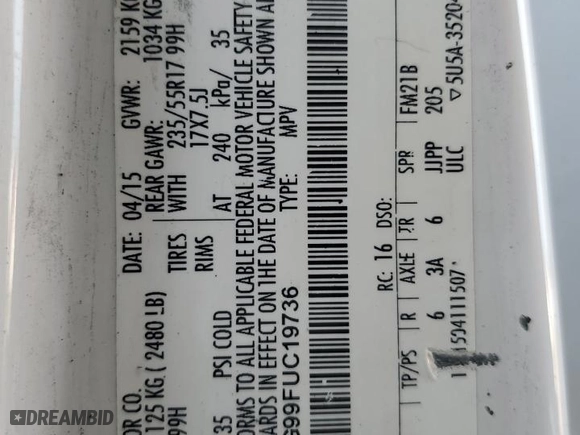 OR CO.
DATE: 04/15
GVWR: 2159 KG
125 KG ( 2480 LB)
REAR GAWR: 1034 KG
99H
TIRES
WITH
235/55R17 99H
RIMS
17X7.5J
35 PSI COLD
AT
240 kPa/ 35
ORMS TO ALL APPLICABLE FEDERAL MOTOR VEHICLE SAFETY
ARDS IN EFFECT ON THE DATE OF MANUFACTURE SHOWN
G99FUC19736
TYPE: MPV
RC: 16 DSO:
TP/PS R AXLE TR SPR FM21B
6 3A 6 JJPP 205
1504111507
ULC
▽ 5U5A-3520
DREAMBID